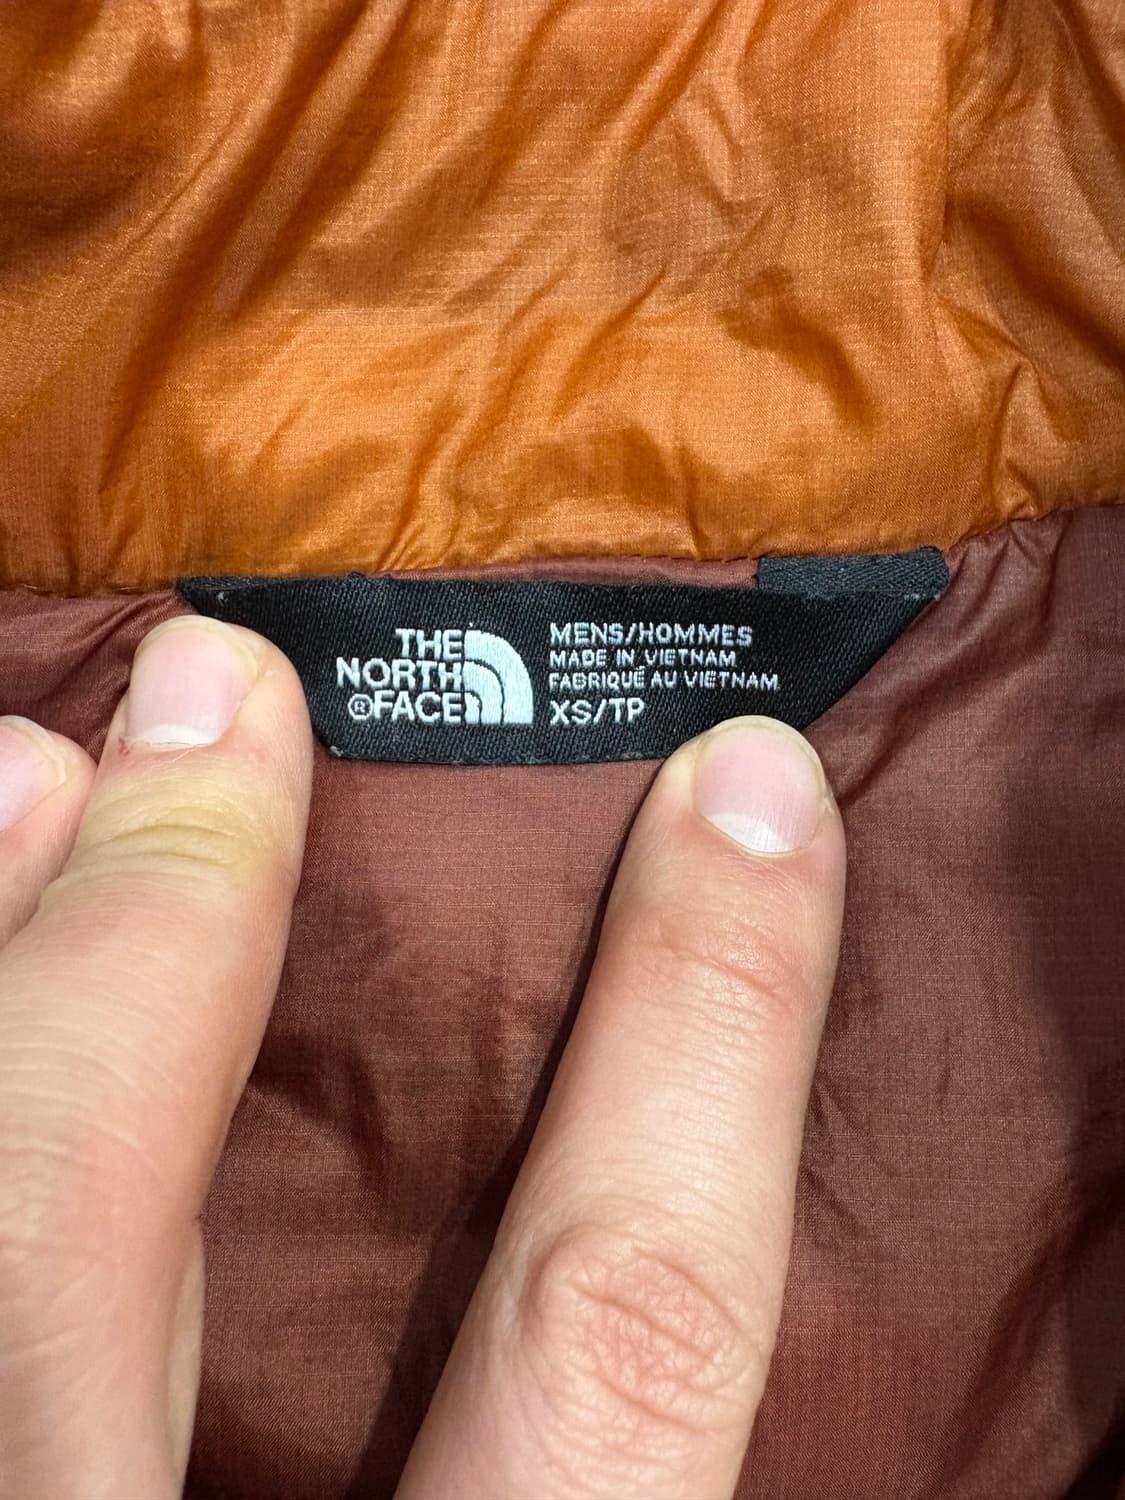 THE
NORTH
®FACE
MENS/HOMMES
MADE IN VIETNAM
FABRIQUÉ AU VIETNAM
XS/TP